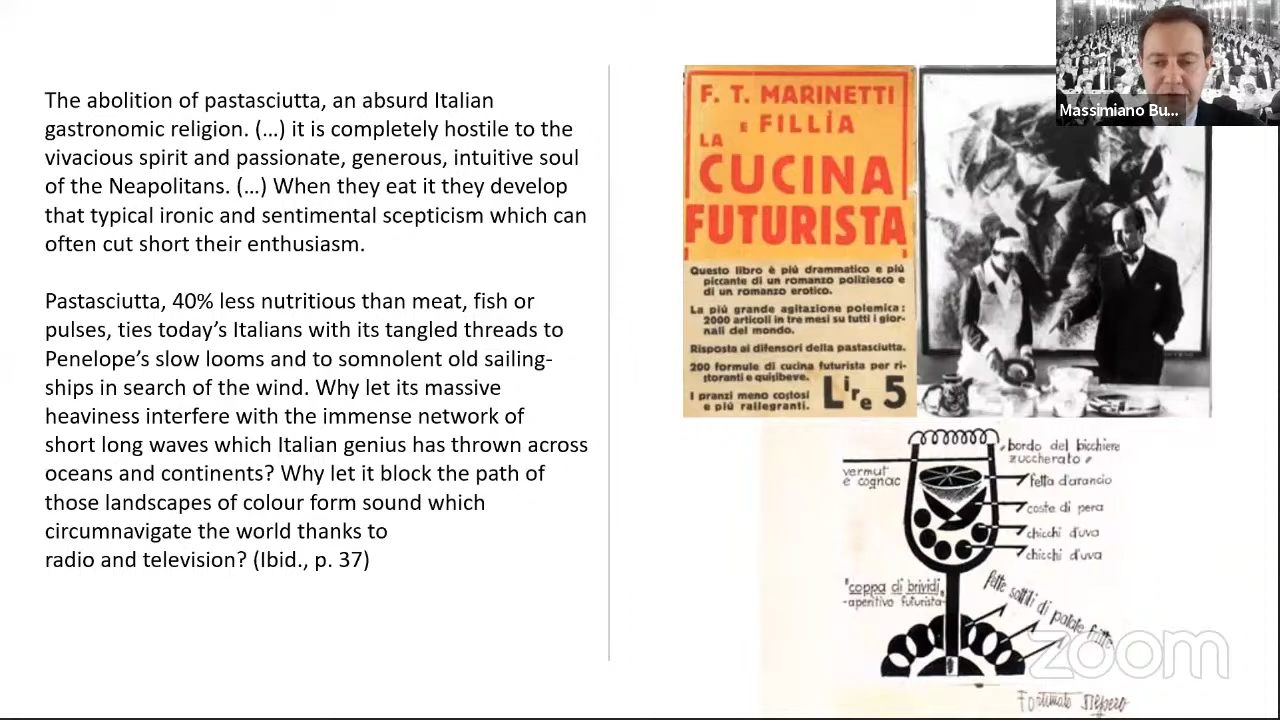 The abolition of pastasciutta, an absurd Italian
gastronomic religion. (…) it is completely hostile to the
vivacious spirit and passionate, generous, intuitive soul
of the Neapolitans. (…) When they eat it they develop
that typical ironic and sentimental scepticism which can
often cut short their enthusiasm.
Pastasciutta, 40% less nutritious than meat, fish or
pulses, ties today’s Italians with its tangled threads to
Penelope’s slow looms and to somnolent old sailing-
ships in search of the wind. Why let its massive
heaviness interfere with the immense network of
short long waves which Italian genius has thrown across
oceans and continents? Why let it block the path of
those landscapes of colour form sound which
circumnavigate the world thanks to
radio and television? (Ibid., p. 37)
F. T. MARINETTI
E FILLÌA
LA
CUCINA
FUTURISTA
Questo libro è più drammatico e più
piccante di un romanzo poliziesco e
di un romanzo erotico.
La più grande agitazione polemica:
2000 articoli in tre mesi su tutti i gior-
nali del mondo.
Risposta ai difensori della pastasciutta.
200 formule di cucina futurista per ri-
storanti e quisibeve.
I pranzi meno costosi
e più rallegranti.
Lire 5
Massimiano Bu...
bordo del bicchiere
zuccherato
vermut
e cognac
fetta d'arancio
coste di pera
chicchi d'uva
chicchi d'uva
"coppa di brividi"
-aperitivo futurista-
fette sottili di patate fritte
Fortunato Depero
zoom